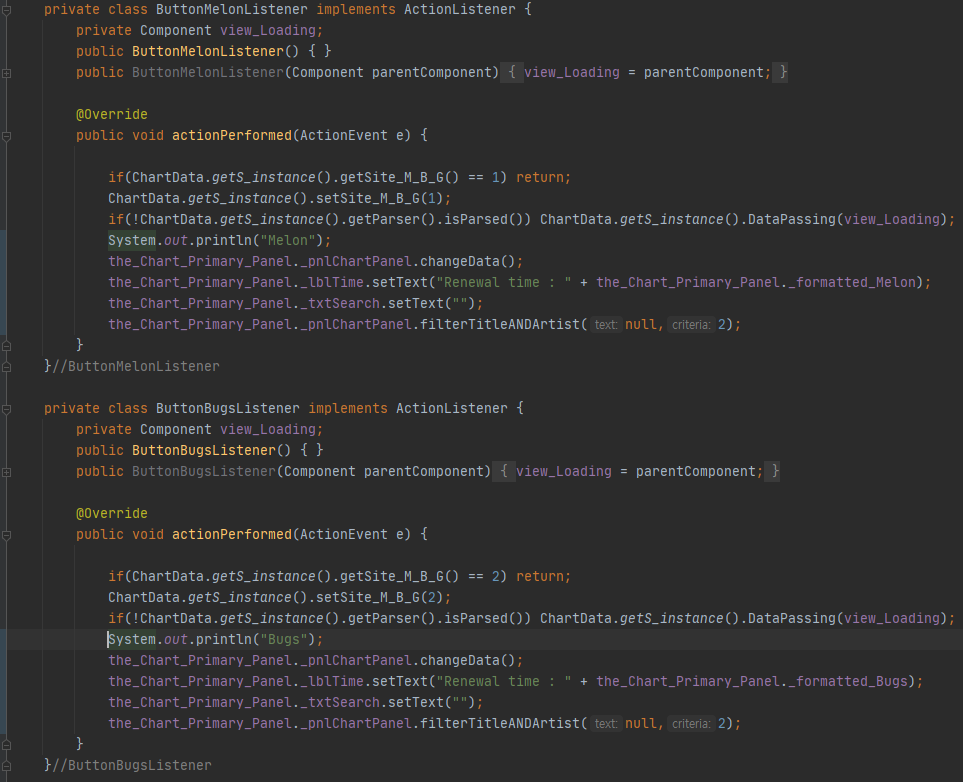 private class ButtonMelonListener implements ActionListener {
private Component view_Loading;
public ButtonMelonListener() { }
public ButtonMelonListener(Component parentComponent) { view_Loading = parentComponent; }
@Override
public void actionPerformed(ActionEvent e) {
if(ChartData.getS_instance().getSite_M_B_G() == 1) return;
ChartData.getS_instance().setSite_M_B_G(1);
if(!ChartData.getS_instance().getParser().isParsed()) ChartData.getS_instance().DataPassing(view_Loading);
System.out.println("Melon");
the_Chart_Primary_Panel._pnlChartPanel.changeData();
the_Chart_Primary_Panel._lblTime.setText("Renewal time : " + the_Chart_Primary_Panel._formatted_Melon);
the_Chart_Primary_Panel._txtSearch.setText("");
the_Chart_Primary_Panel._pnlChartPanel.filterTitleANDArtist( text: null, criteria: 2);
}
}//ButtonMelonListener
private class ButtonBugsListener implements ActionListener {
private Component view_Loading;
public ButtonBugsListener() { }
public ButtonBugsListener(Component parentComponent) { view_Loading = parentComponent; }
@Override
public void actionPerformed(ActionEvent e) {
if(ChartData.getS_instance().getSite_M_B_G() == 2) return;
ChartData.getS_instance().setSite_M_B_G(2);
if(!ChartData.getS_instance().getParser().isParsed()) ChartData.getS_instance().DataPassing(view_Loading);
System.out.println("Bugs");
the_Chart_Primary_Panel._pnlChartPanel.changeData();
the_Chart_Primary_Panel._lblTime.setText("Renewal time : " + the_Chart_Primary_Panel._formatted_Bugs);
the_Chart_Primary_Panel._txtSearch.setText("");
the_Chart_Primary_Panel._pnlChartPanel.filterTitleANDArtist( text: null, criteria: 2);
}
}//ButtonBugsListener